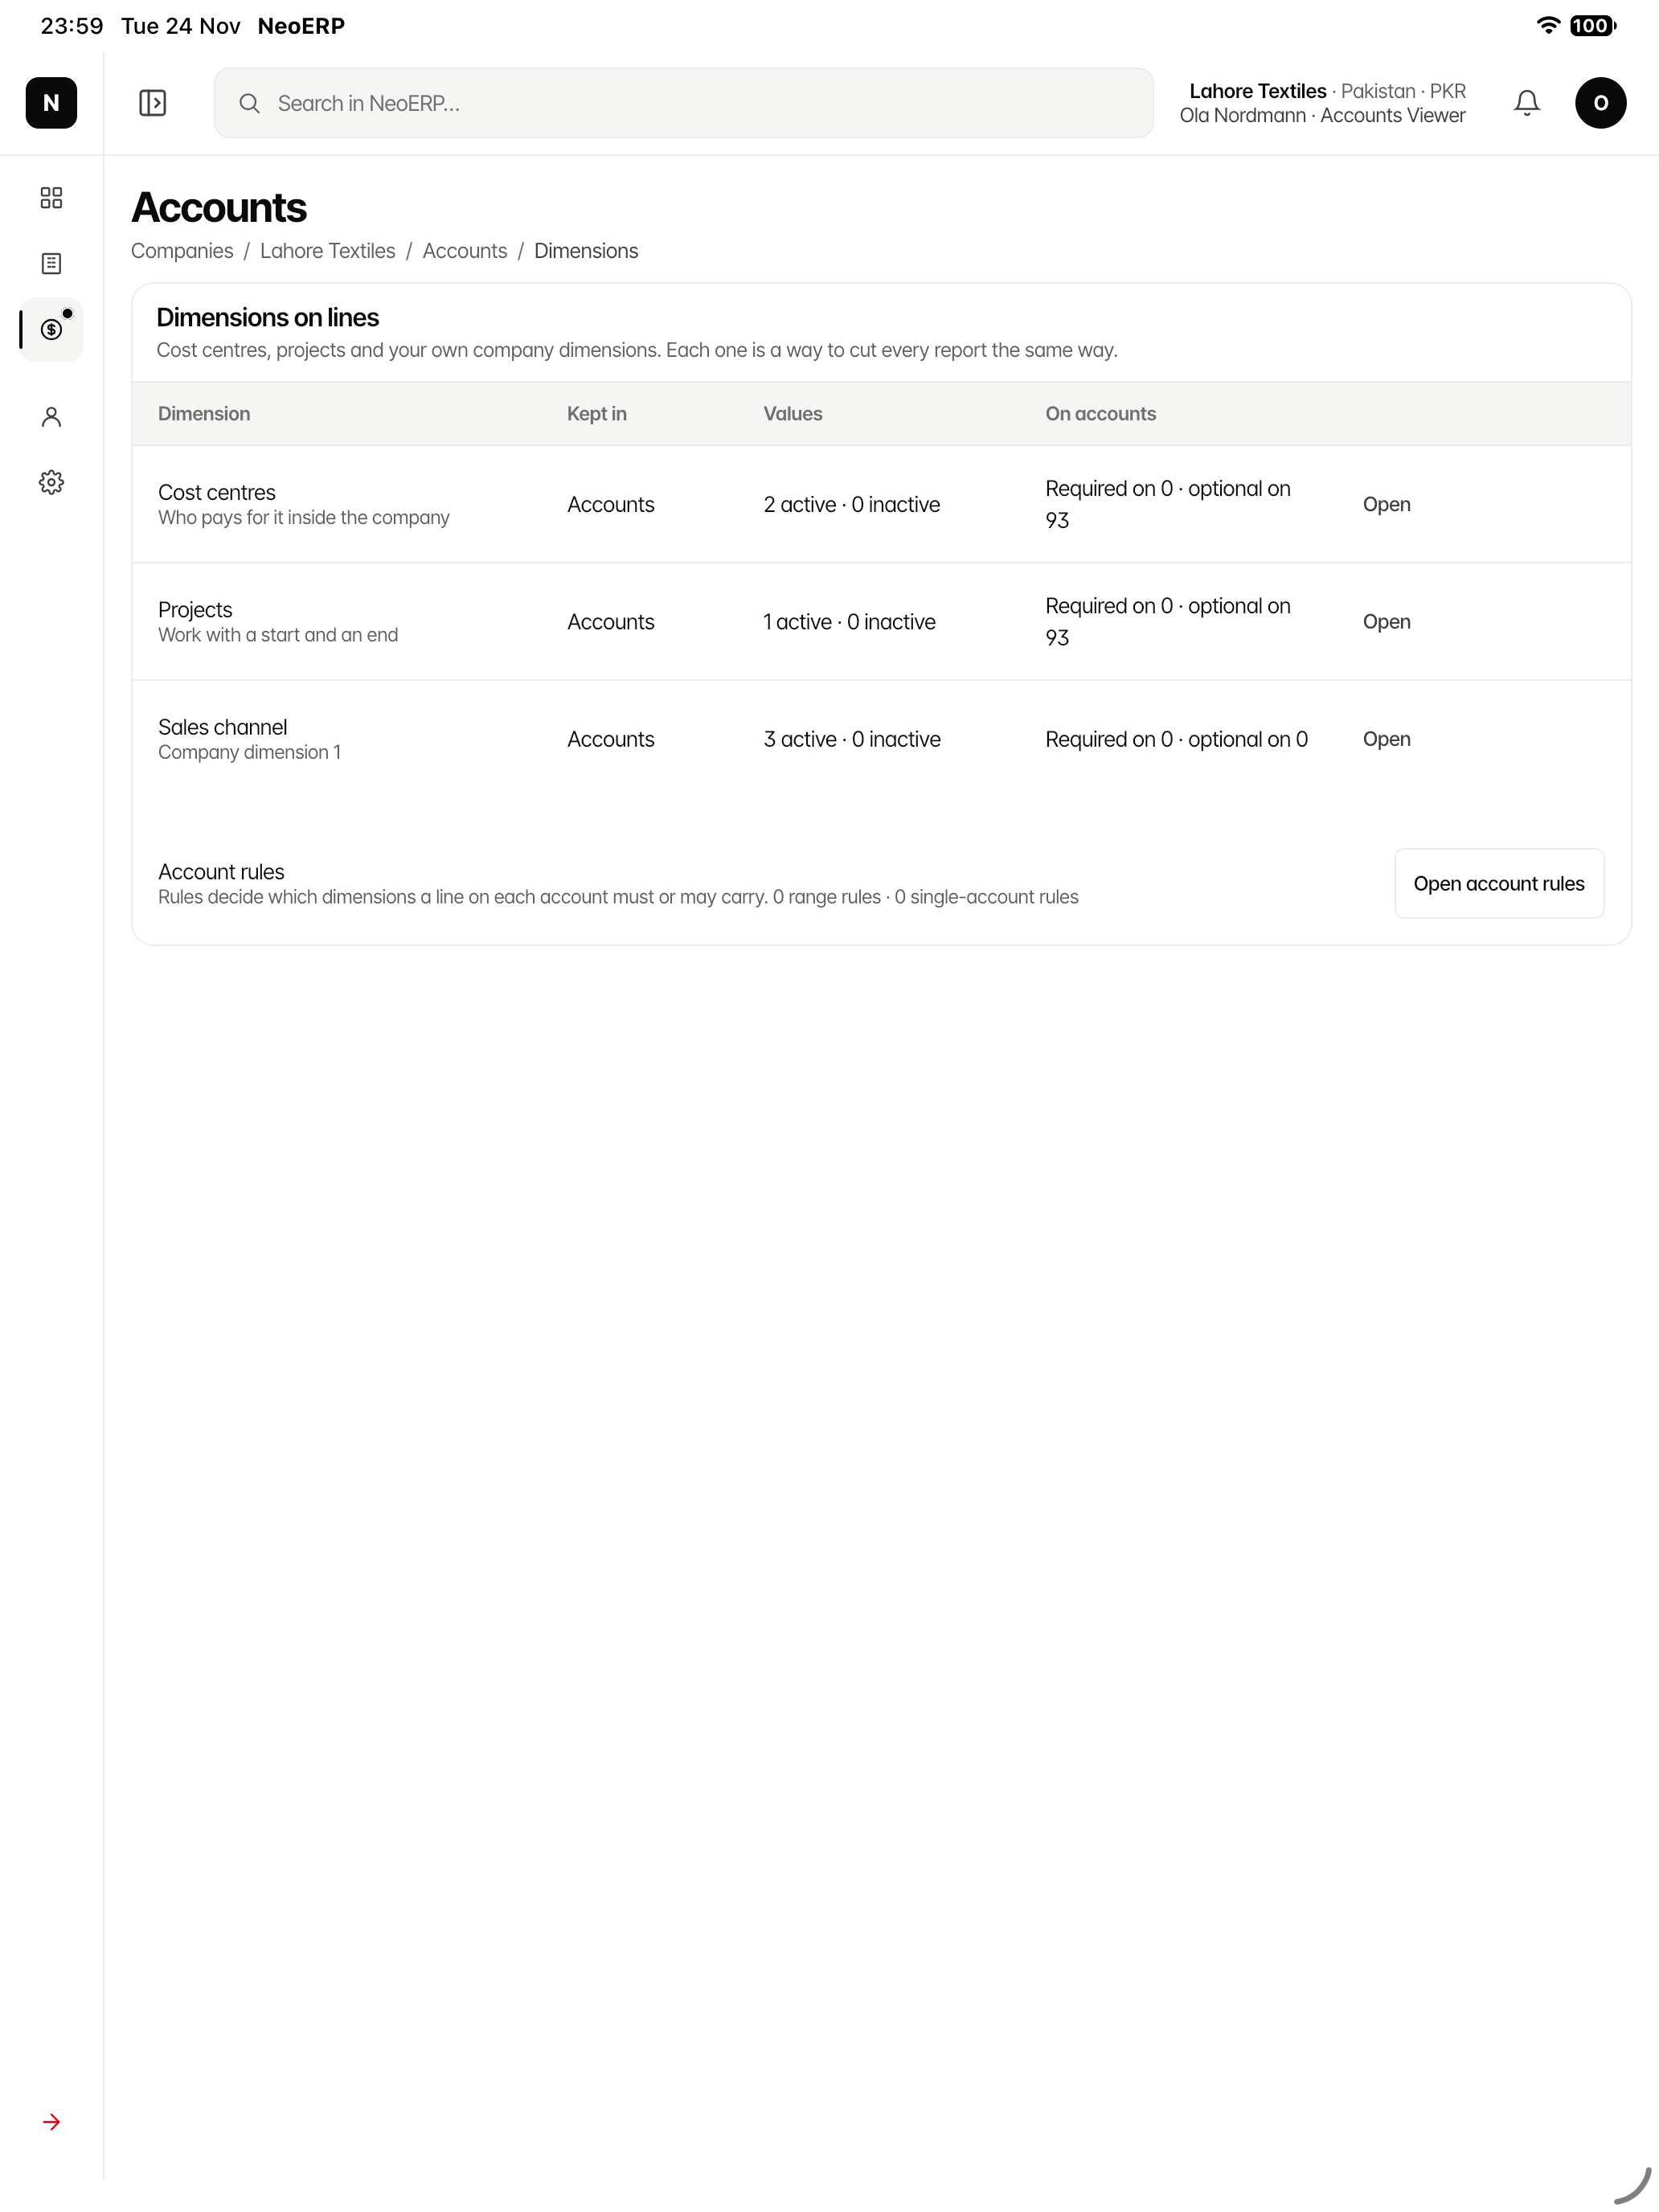 23:59 Tue 24 Nov NeoERP
100
N
Search in NeoERP...
Lahore Textiles · Pakistan · PKR
Ola Nordmann · Accounts Viewer
O
Accounts
Companies / Lahore Textiles / Accounts / Dimensions
Dimensions on lines
Cost centres, projects and your own company dimensions. Each one is a way to cut every report the same way.
Dimension Kept in Values On accounts
Cost centres
Who pays for it inside the company
Accounts
2 active · 0 inactive
Required on 0 · optional on
93
Open
Projects
Work with a start and an end
Accounts
1 active · 0 inactive
Required on 0 · optional on
93
Open
Sales channel
Company dimension 1
Accounts
3 active · 0 inactive
Required on 0 · optional on 0
Open
Account rules
Rules decide which dimensions a line on each account must or may carry. 0 range rules · 0 single-account rules
Open account rules